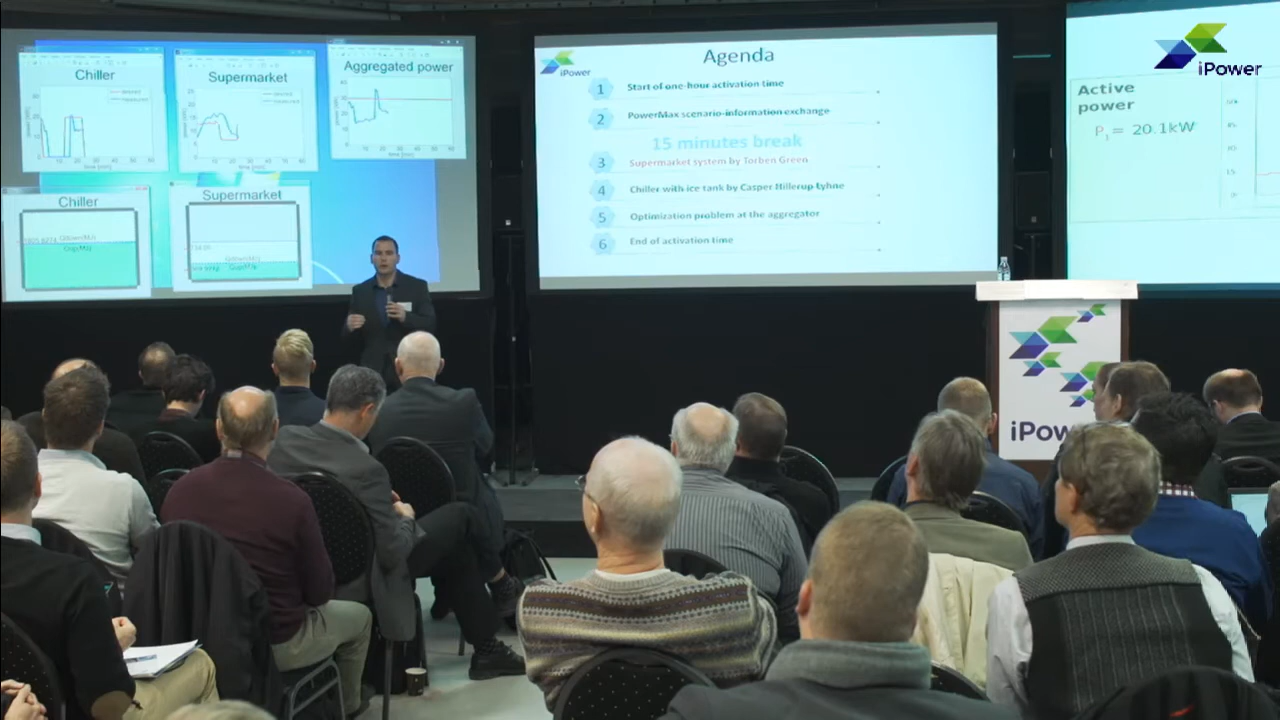 Chiller
Supermarket
Aggregated power
Chiller
Supermarket
iPower
Agenda
1 Start of one-hour activation time
2 PowerMax scenario-information exchange
15 minutes break
3 Supermarket system by Torben Green
4 Chiller with ice tank by Casper Hillerup Lyhne
5 Optimization problem at the aggregator
6 End of activation time
iPower
Active
power
P1 = 20.1kW
iPow